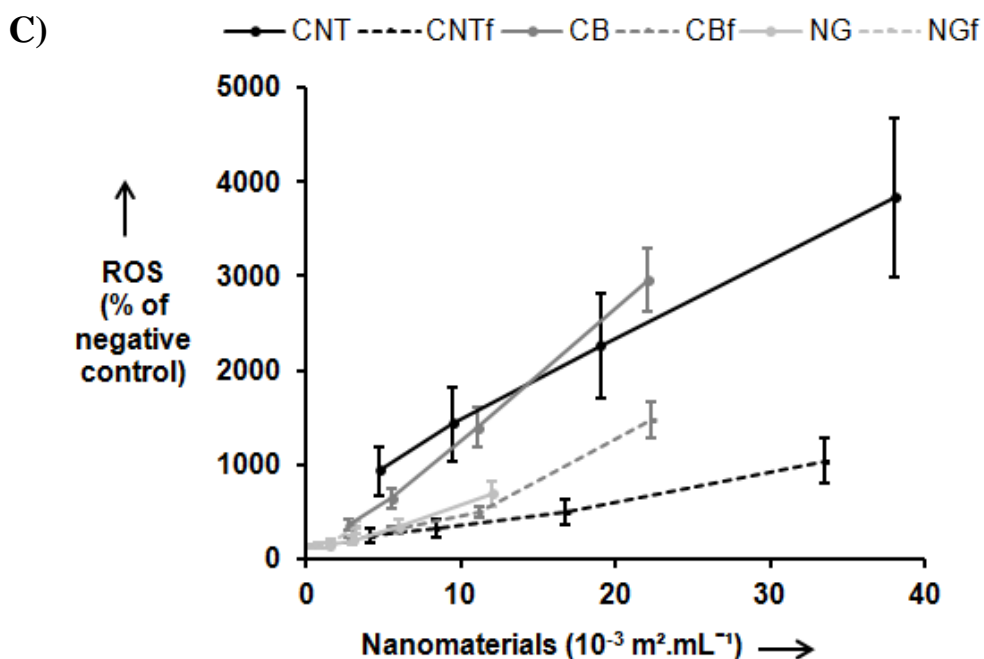 C)
CNT CNTf CB CBf NG NGf
5000
4000
3000
2000
1000
0
ROS
(% of
negative
control)
0 10 20 30 40
Nanomaterials (10⁻³ m².mL⁻¹)